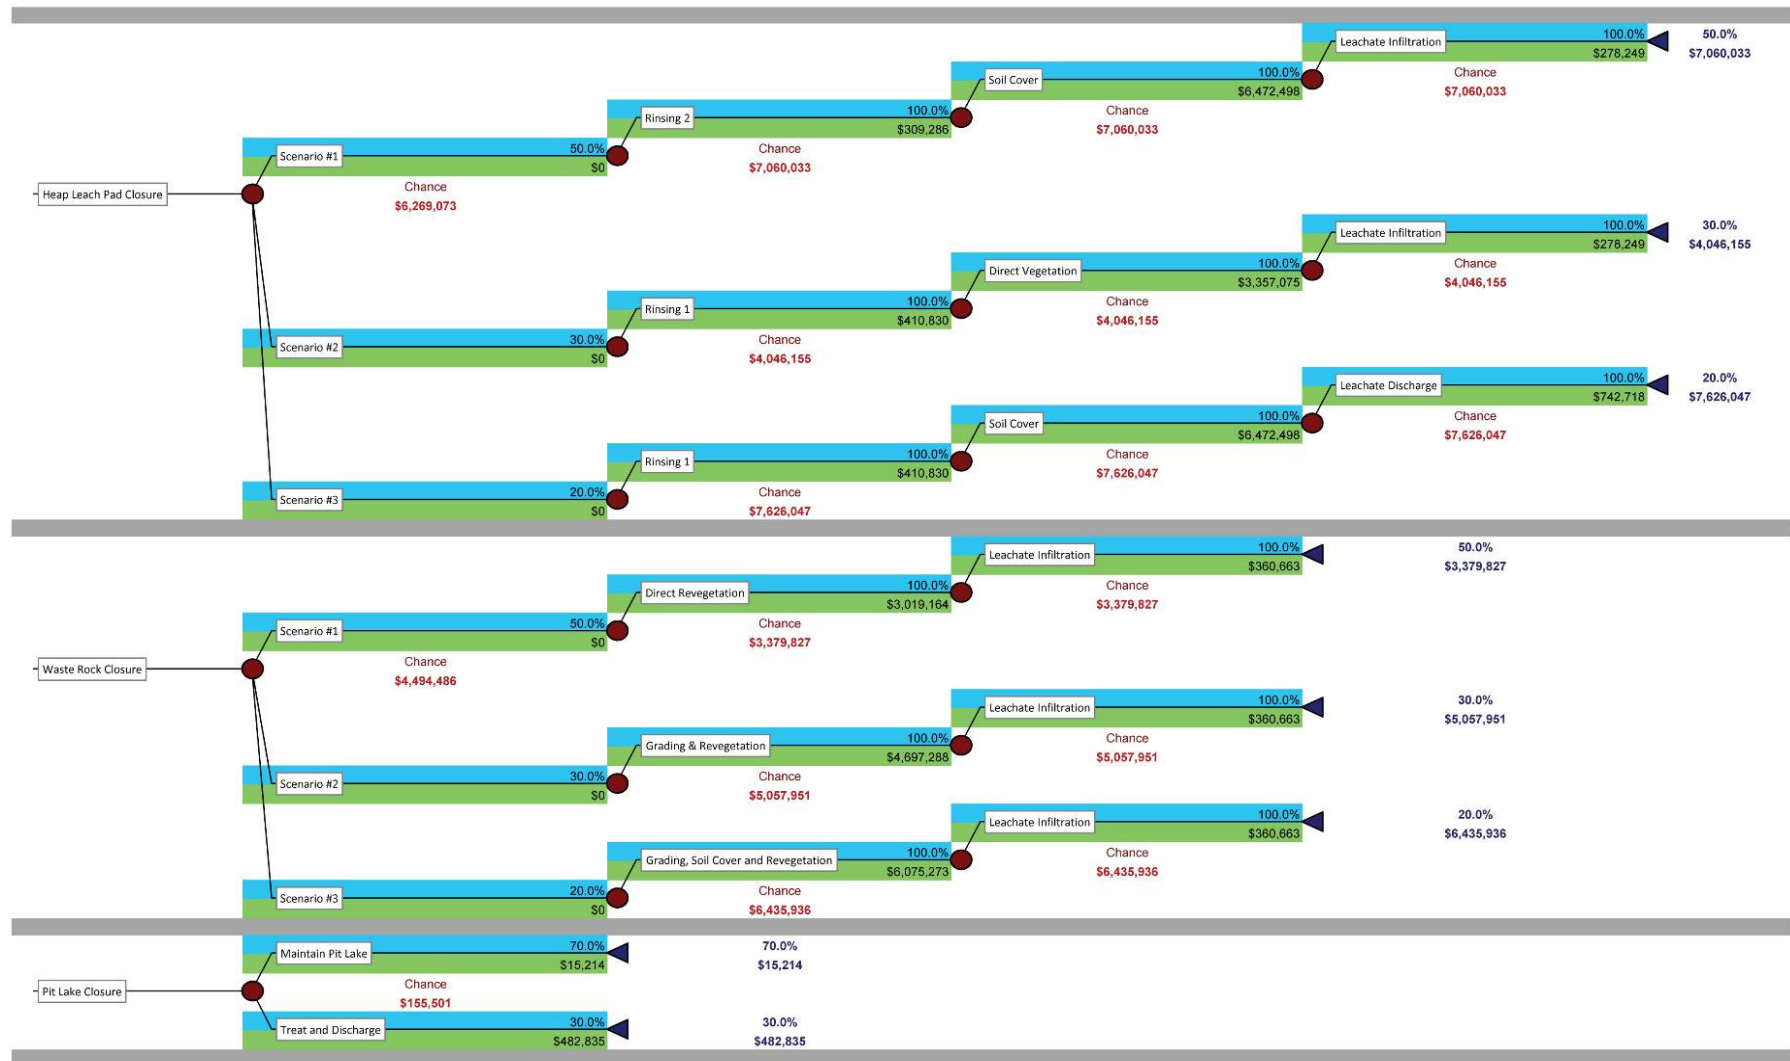 100.0%
50.0%
Leachate Infiltration
$278,249
$7,060,033
100.0%
Chance
Soil Cover
$6,472,498
$7,060,033
100.0%
Chance
Rinsing 2
$309,286
$7,060,033
50.0%
Chance
Scenario #1
$0
$7,060,033
Chance
Heap Leach Pad Closure
$6,269,073
100.0%
30.0%
Leachate Infiltration
$278,249
$4,046,155
100.0%
Chance
Direct Vegetation
$3,357,075
$4,046,155
100.0%
Chance
Rinsing 1
$410,830
$4,046,155
30.0%
Chance
Scenario #2
$0
$4,046,155
100.0%
20.0%
Leachate Discharge
$742,718
$7,626,047
100.0%
Chance
Soil Cover
$6,472,498
$7,626,047
100.0%
Chance
Rinsing 1
$410,830
$7,626,047
20.0%
Chance
Scenario #3
$0
$7,626,047
100.0%
50.0%
Leachate Infiltration
$360,663
$3,379,827
100.0%
Chance
Direct Revegetation
$3,019,164
$3,379,827
50.0%
Chance
Scenario #1
$0
$3,379,827
Chance
Waste Rock Closure
$4,494,486
100.0%
30.0%
Leachate Infiltration
$360,663
$5,057,951
100.0%
Chance
Grading & Revegetation
$4,697,288
$5,057,951
30.0%
Chance
Scenario #2
$0
$5,057,951
100.0%
20.0%
Leachate Infiltration
$360,663
$6,435,936
100.0%
Chance
Grading, Soil Cover and Revegetation
$6,075,273
$6,435,936
20.0%
Chance
Scenario #3
$0
$6,435,936
70.0%
70.0%
Maintain Pit Lake
$15,214
$15,214
Chance
Pit Lake Closure
$155,501
30.0%
30.0%
Treat and Discharge
$482,835
$482,835